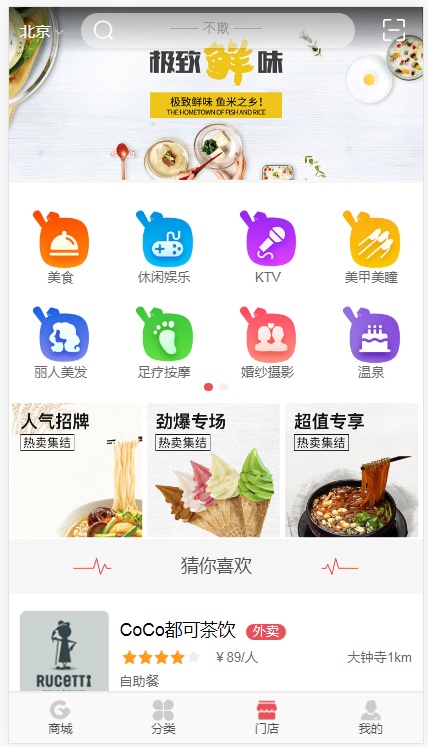 北京
不欺
极致鲜味
极致鲜味 鱼米之乡！
THE HOMETOWN OF FISH AND RICE
美食
休闲娱乐
KTV
美甲美瞳
丽人美发
足疗按摩
婚纱摄影
温泉
人气招牌
热卖集结
劲爆专场
热卖集结
超值专享
热卖集结
猜你喜欢
RUCETTI
CoCo都可茶饮 外卖
￥89/人
大钟寺1km
自助餐
商城
分类
门店
我的